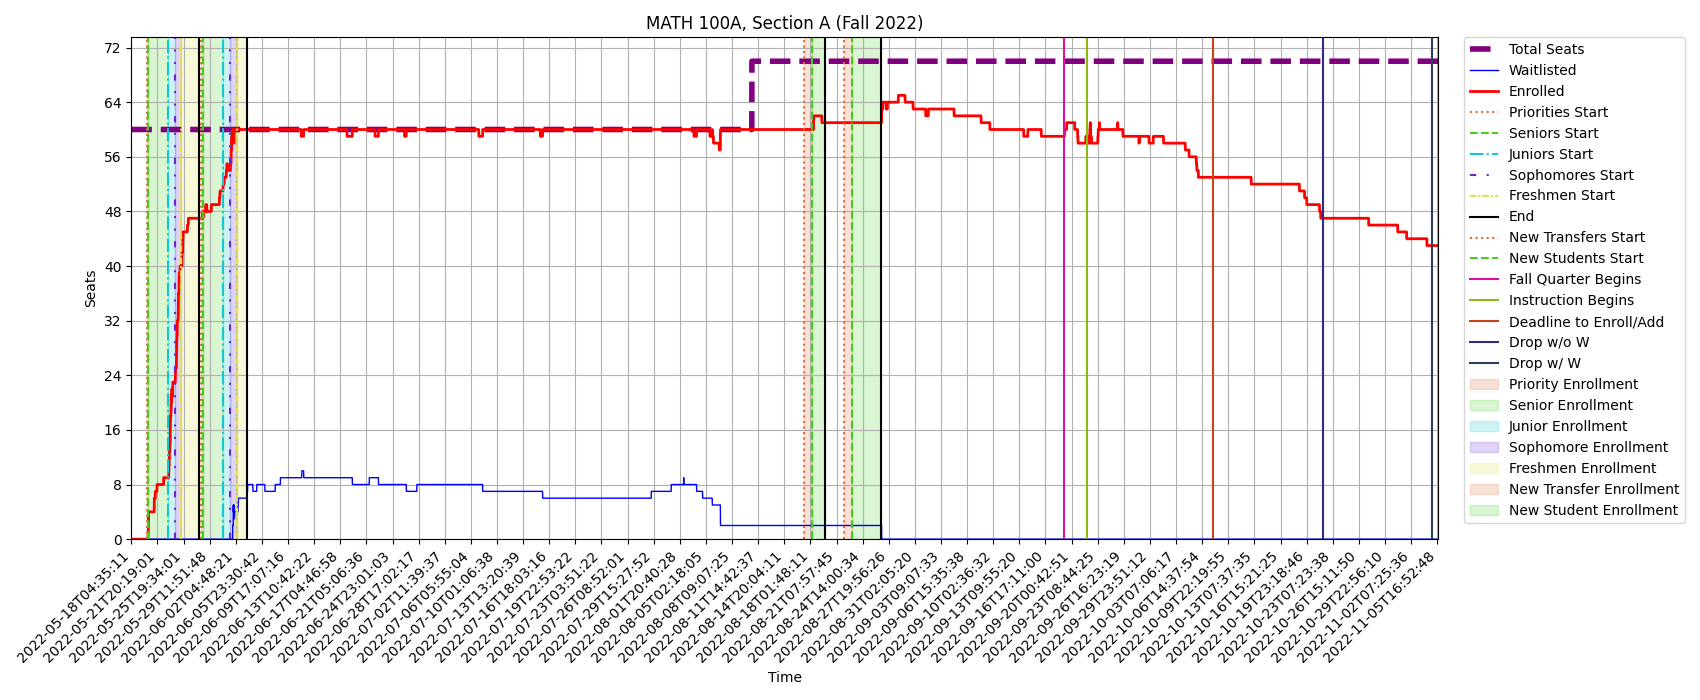 MATH 100A, Section A (Fall 2022)
Seats
72
64
56
48
40
32
24
16
8
0
2022-05-18T04:35:11
2022-05-21T20:19:01
2022-05-25T19:34:01
2022-05-29T11:51:48
2022-06-02T04:48:21
2022-06-05T23:30:42
2022-06-09T17:07:16
2022-06-13T10:42:22
2022-06-17T04:46:58
2022-06-21T05:06:36
2022-06-24T23:01:03
2022-06-28T17:02:17
2022-07-02T11:39:37
2022-07-06T05:55:04
2022-07-10T01:06:38
2022-07-13T13:20:39
2022-07-16T18:03:16
2022-07-19T22:53:22
2022-07-23T03:51:22
2022-07-26T08:52:01
2022-07-29T15:27:52
2022-08-01T20:40:28
2022-08-05T02:18:05
2022-08-08T09:07:25
2022-08-11T14:42:37
2022-08-14T20:04:11
2022-08-18T01:48:11
2022-08-21T07:57:45
2022-08-24T14:00:34
2022-08-27T19:56:26
2022-08-31T02:05:20
2022-09-03T09:07:33
2022-09-06T15:35:38
2022-09-10T02:36:32
2022-09-13T09:55:20
2022-09-16T17:11:00
2022-09-20T00:42:51
2022-09-23T08:44:25
2022-09-26T16:23:19
2022-09-29T23:51:12
2022-10-03T07:06:17
2022-10-06T14:37:54
2022-10-09T22:19:55
2022-10-13T07:37:35
2022-10-16T15:21:25
2022-10-19T23:18:46
2022-10-23T07:23:38
2022-10-26T15:11:50
2022-10-29T22:56:10
2022-11-02T07:25:36
2022-11-05T16:52:48
Time
Total Seats
Waitlisted
Enrolled
Priorities Start
Seniors Start
Juniors Start
Sophomores Start
Freshmen Start
End
New Transfers Start
New Students Start
Fall Quarter Begins
Instruction Begins
Deadline to Enroll/Add
Drop w/o W
Drop w/ W
Priority Enrollment
Senior Enrollment
Junior Enrollment
Sophomore Enrollment
Freshmen Enrollment
New Transfer Enrollment
New Student Enrollment